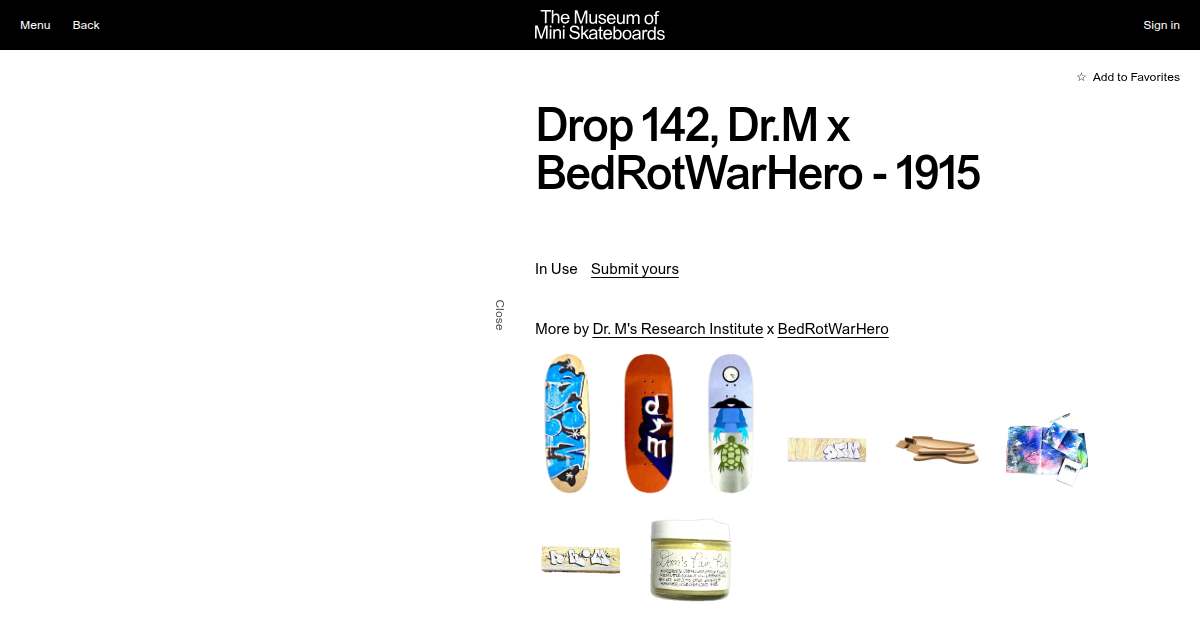 Menu Back
The Museum of
Mini Skateboards
Sign in
☆ Add to Favorites
Drop 142, Dr.M x
BedRotWarHero - 1915
In Use Submit yours
Close
More by Dr. M's Research Institute x BedRotWarHero